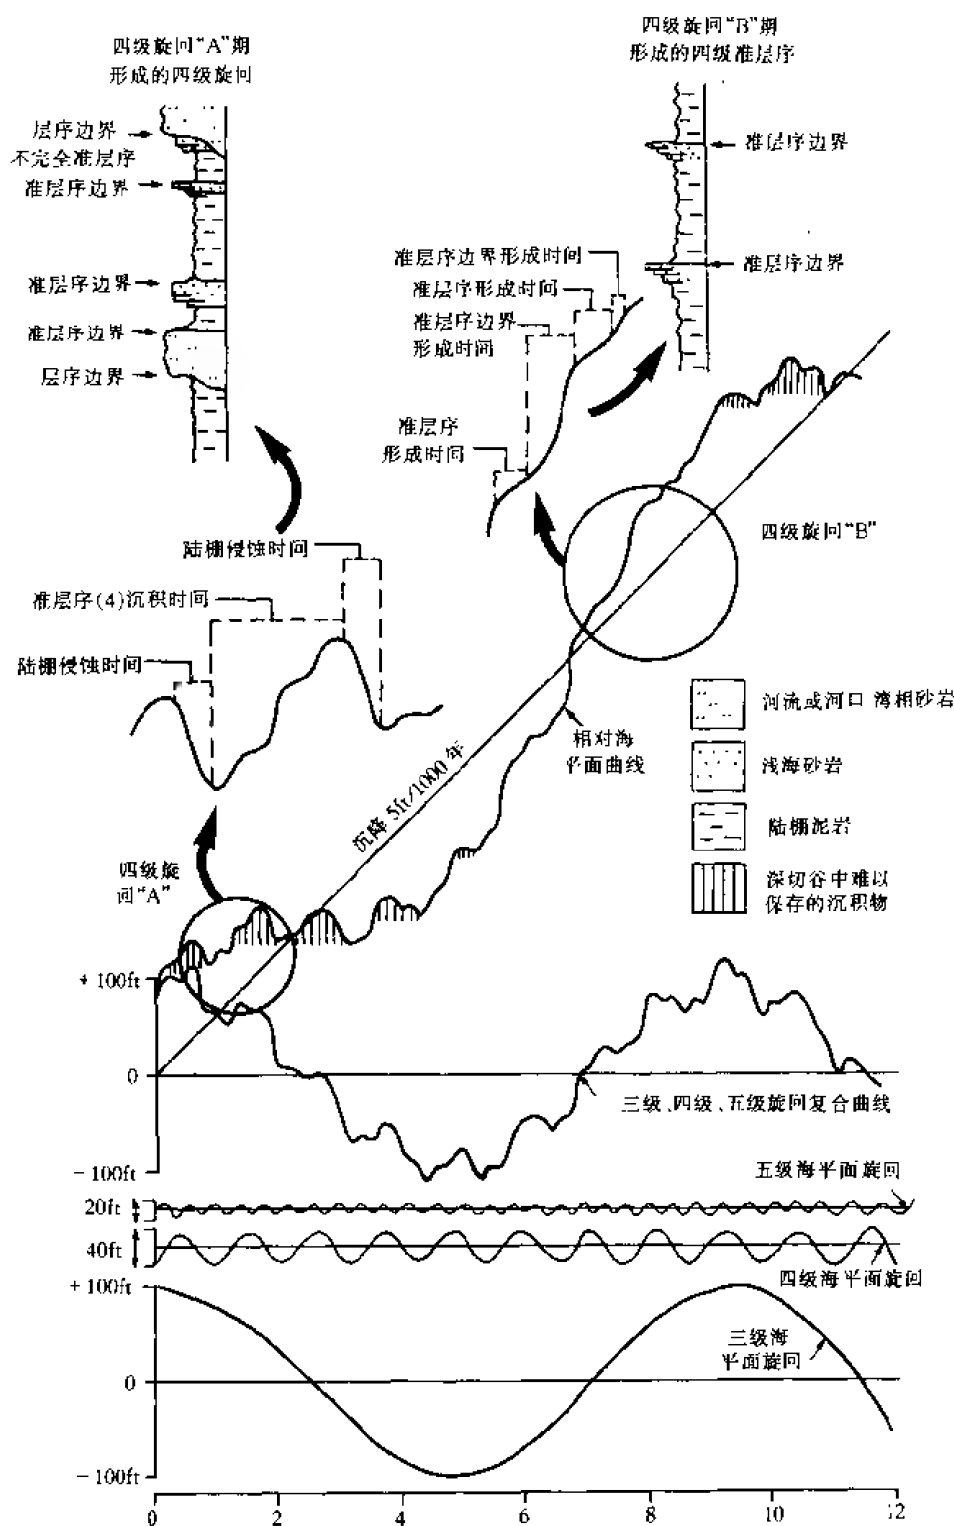 四级旋回“A”期
形成的四级旋回
层序边界
不完全准层序
准层序边界
准层序边界
准层序边界
层序边界
四级旋回“B”期
形成的四级准层序
准层序边界
准层序边界
准层序边界形成时间
准层序形成时间
准层序边界
形成时间
准层序
形成时间
四级旋回“B”
陆棚侵蚀时间
准层序(4)沉积时间
陆棚侵蚀时间
相对海
平面曲线
沉降 5ft/1000 年
河流或河口 湾相砂岩
浅海砂岩
陆棚泥岩
深切谷中难以
保存的沉积物
四级旋
回“A”
+ 100ft
0
三级、四级、五级旋回复合曲线
- 100ft
五级海平面旋回
20ft
40ft
四级海平面旋回
+ 100ft
三级海
平面旋回
0
- 100ft
0 2 4 6 8 10 12